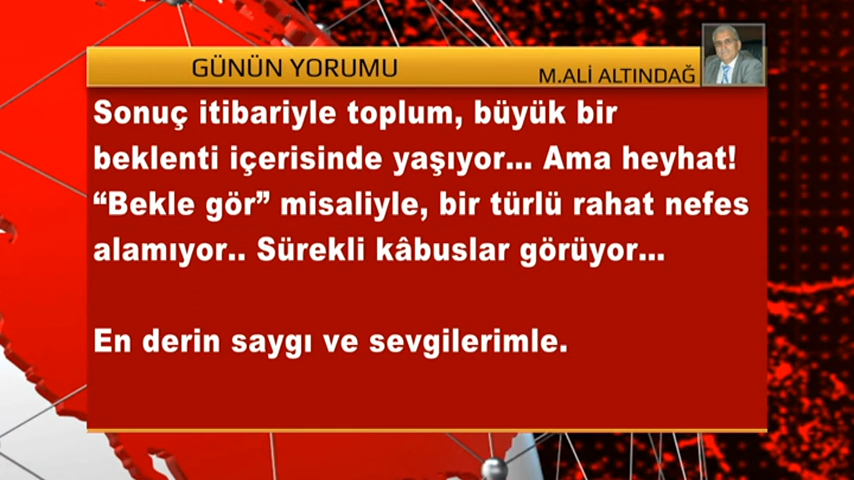 GÜNÜN YORUMU
M.ALİ ALTINDAĞ
Sonuç itibariyle toplum, büyük bir
beklenti içerisinde yaşıyor... Ama heyhat!
“Bekle gör” misaliyle, bir türlü rahat nefes
alamıyor.. Sürekli kâbuslar görüyor...
En derin saygı ve sevgilerimle.